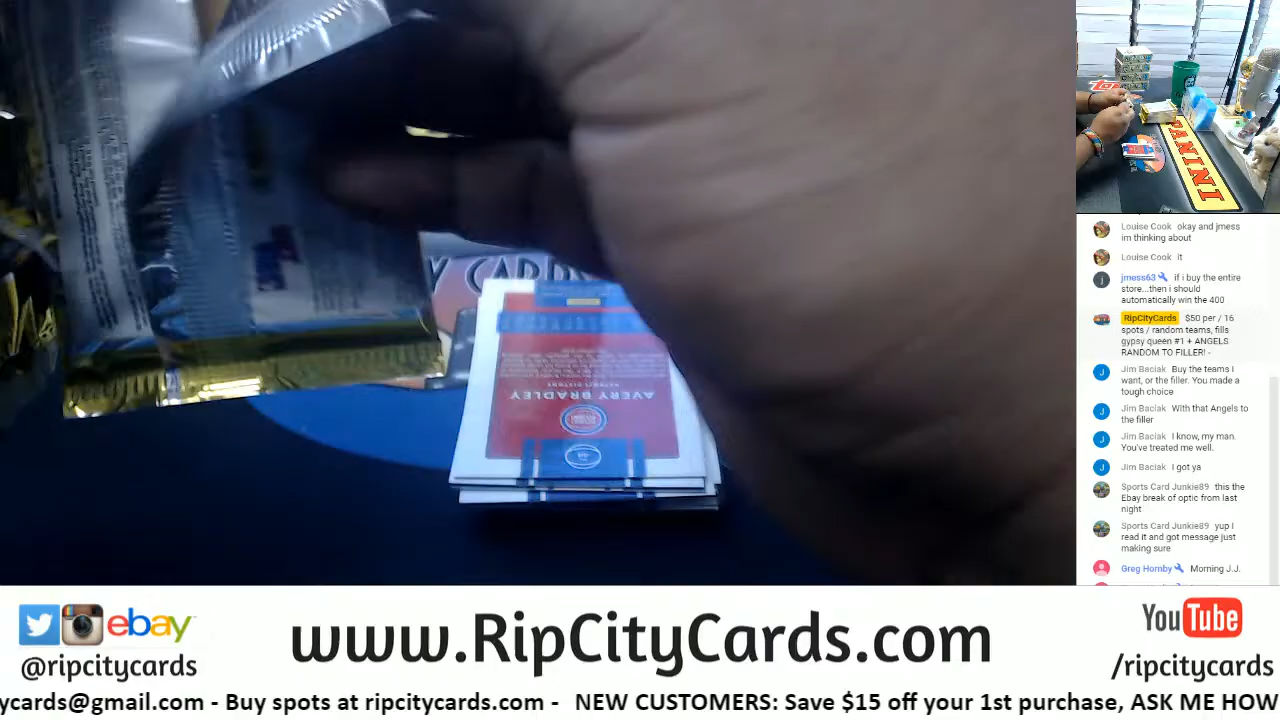 Y CARDS
AVERY BRADLEY
DETROIT PISTONS
PANINI
Louise Cook okay and jmess
im thinking about
Louise Cook it
jmess63 if i buy the entire
store...then i should
automatically win the 400
RipCityCards $50 per / 16
spots / random teams, fills
gypsy queen #1 + ANGELS
RANDOM TO FILLER! -
Jim Baciak Buy the teams I
want, or the filler. You made a
tough choice
Jim Baciak With that Angels to
the filler
Jim Baciak I know, my man.
You've treated me well.
Jim Baciak I got ya
Sports Card Junkie89 this the
Ebay break of optic from last
night
Sports Card Junkie89 yup I
read it and got message just
making sure
Greg Hornby Morning J.J.
ebay
@ripcitycards
www.RipCityCards.com
YouTube
/ripcitycards
ycards@gmail.com - Buy spots at ripcitycards.com - NEW CUSTOMERS: Save $15 off your 1st purchase, ASK ME HOW